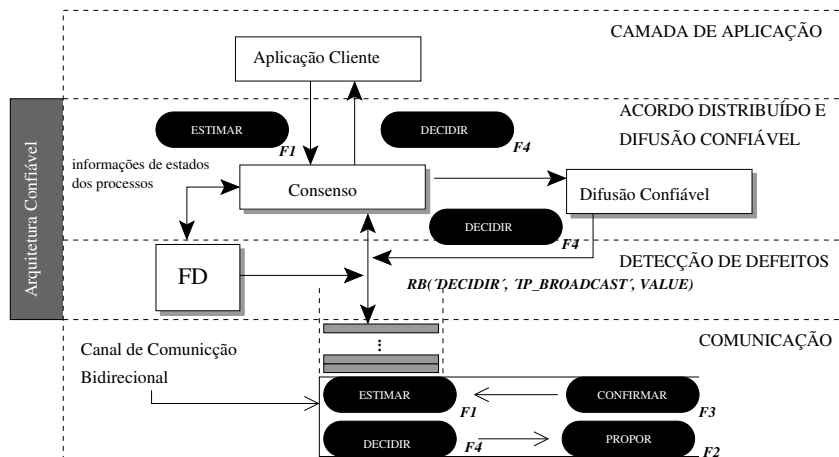 CAMADA DE APLICAÇÃO
Aplicação Cliente
ACORDO DISTRIBUÍDO E
DIFUSÃO CONFIÁVEL
ESTIMAR
F1
DECIDIR
F4
informações de estados
dos processos
Consenso
Difusão Confiável
DECIDIR
F4
Arquitetura Confiável
FD
DETECÇÃO DE DEFEITOS
RB(´DECIDIR´, ´IP_BROADCAST´, VALUE)
COMUNICAÇÃO
Canal de Comunicção
Bidirecional
...
ESTIMAR
F1
CONFIRMAR
F3
DECIDIR
F4
PROPOR
F2